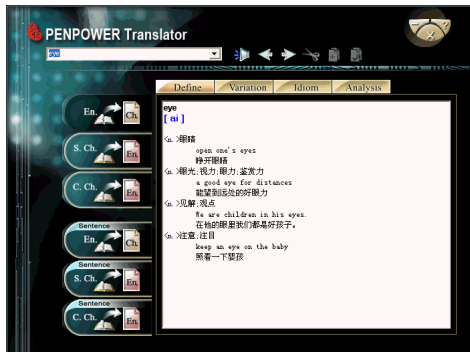 PENPOWER Translator
eye
Define Variation Idiom Analysis
En. Ch.
S. Ch. En.
C. Ch. En.
Sentence
En. Ch.
Sentence
S. Ch. En.
Sentence
C. Ch. En.
eye
[ ai ]
<n. >眼睛
open one's eyes
睁开眼睛
<n. >眼光;视力;眼力;鉴赏力
a good eye for distances
能望到远处的好眼力
<n. >见解;观点
We are children in his eyes.
在他的眼里我们都是好孩子。
<n. >注意;注目
keep an eye on the baby
照看一下婴孩